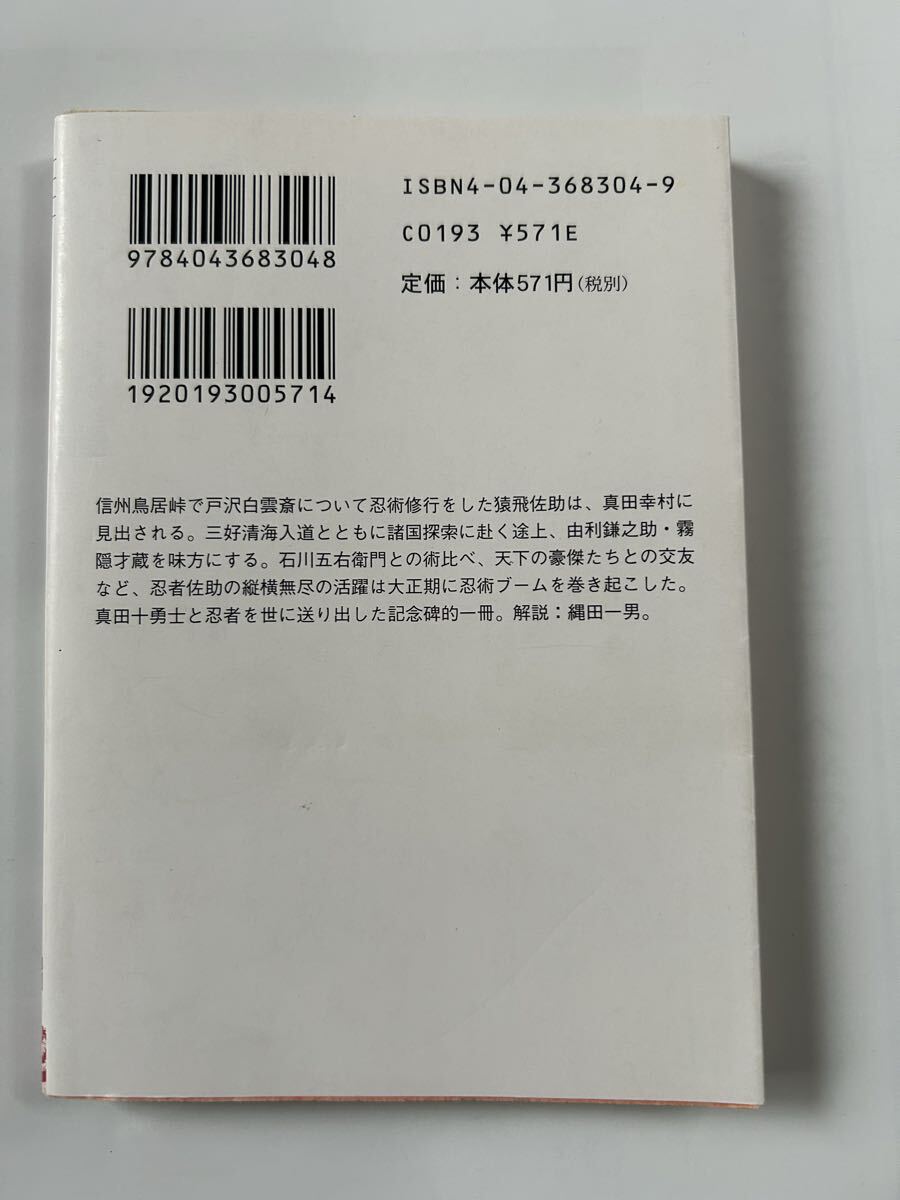 ISBN4-04-368304-9
9784043683048
C0193 ¥571E
定価：本体571円（税別）
1920193005714
信州鳥居峠で戸沢白雲斎について忍術修行をした猿飛佐助は、真田幸村に
見出される。三好清海入道とともに諸国探索に赴く途上、由利鎌之助・霧
隠才蔵を味方にする。石川五右衛門との術比べ、天下の豪傑たちとの交友
など、忍者佐助の縦横無尽の活躍は大正期に忍術ブームを巻き起こした。
真田十勇士と忍者を世に送り出した記念碑的一冊。解説：縄田一男。